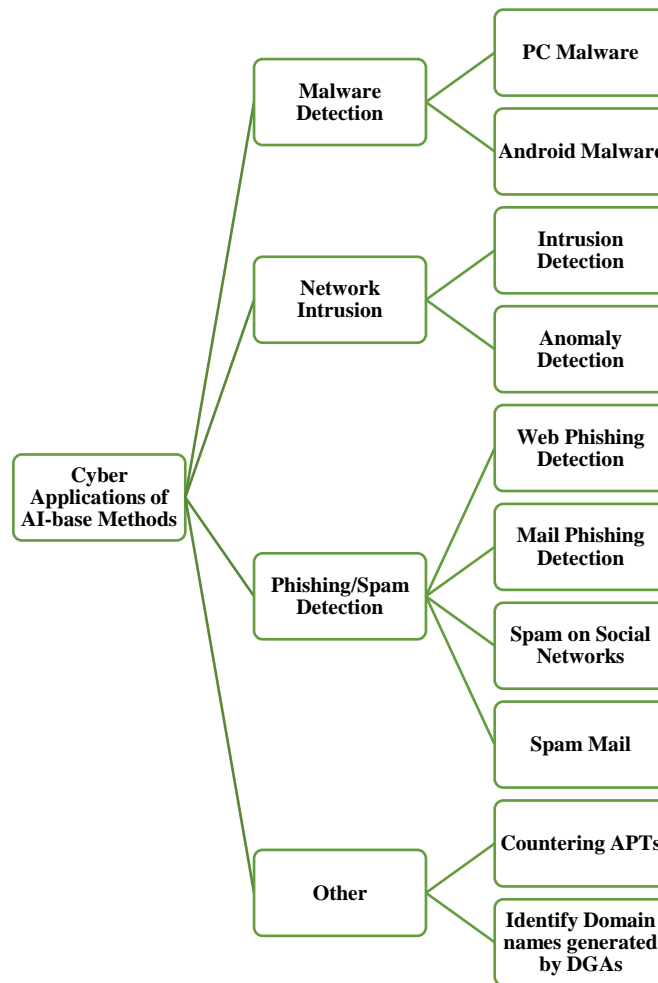 Cyber
Applications of
AI-base Methods
Malware
Detection
PC Malware
Android Malware
Network
Intrusion
Intrusion
Detection
Anomaly
Detection
Phishing/Spam
Detection
Web Phishing
Detection
Mail Phishing
Detection
Spam on Social
Networks
Spam Mail
Other
Countering APTs
Identify Domain
names generated
by DGAs